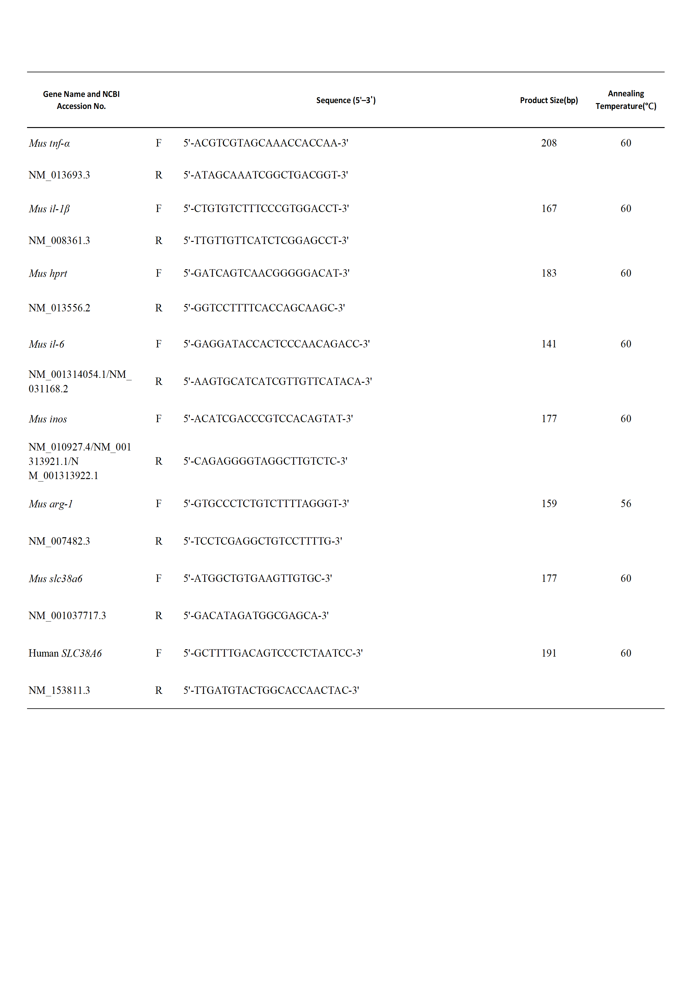 Gene Name and NCBI
Accession No.
Sequence (5'–3')
Product Size(bp)
Annealing
Temperature(℃)
Mus tnf-α F 5'-ACGTCGTAGCAAACCACCAA-3' 208 60
NM_013693.3 R 5'-ATAGCAAATCGGCTGACGGT-3'
Mus il-1β F 5'-CTGTGTCTTTCCCGTGGACCT-3' 167 60
NM_008361.3 R 5'-TTGTTGTTCATCTCGGAGCCT-3'
Mus hprt F 5'-GATCAGTCAACGGGGGACAT-3' 183 60
NM_013556.2 R 5'-GGTCCTTTTCACCAGCAAGC-3'
Mus il-6 F 5'-GAGGATACCACTCCCAACAGACC-3' 141 60
NM_001314054.1/NM_
031168.2
R 5'-AAGTGCATCATCGTTGTTCATACA-3'
Mus inos F 5'-ACATCGACCCGTCCACAGTAT-3' 177 60
NM_010927.4/NM_001
313921.1/N
M_001313922.1
R 5'-CAGAGGGGTAGGCTTGTCTC-3'
Mus arg-1 F 5'-GTGCCCTCTGTCTTTTAGGGT-3' 159 56
NM_007482.3 R 5'-TCCTCGAGGCTGTCCTTTTG-3'
Mus slc38a6 F 5'-ATGGCTGTGAAGTTGTGC-3' 177 60
NM_001037717.3 R 5'-GACATAGATGGCGAGCA-3'
Human SLC38A6 F 5'-GCTTTTGACAGTCCCTCTAATCC-3' 191 60
NM_153811.3 R 5'-TTGATGTACTGGCACCAACTAC-3'